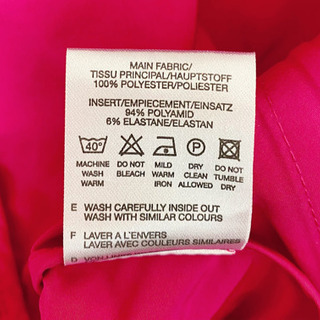 MAIN FABRIC/
TISSU PRINCIPAL/HAUPTSTOFF
100% POLYESTER/POLIESTER
INSERT/EMPIECEMENT/EINSATZ
94% POLYAMID
6% ELASTANE/ELASTAN
40° P
MACHINE DO NOT MILD DRY DO NOT
WASH BLEACH WARM CLEAN TUMBLE
WARM IRON ALLOWED DRY
E WASH CAREFULLY INSIDE OUT
WASH WITH SIMILAR COLOURS
F LAVER A L'ENVERS
LAVER AVEC COULEURS SIMILAIRES
D VON LINKS